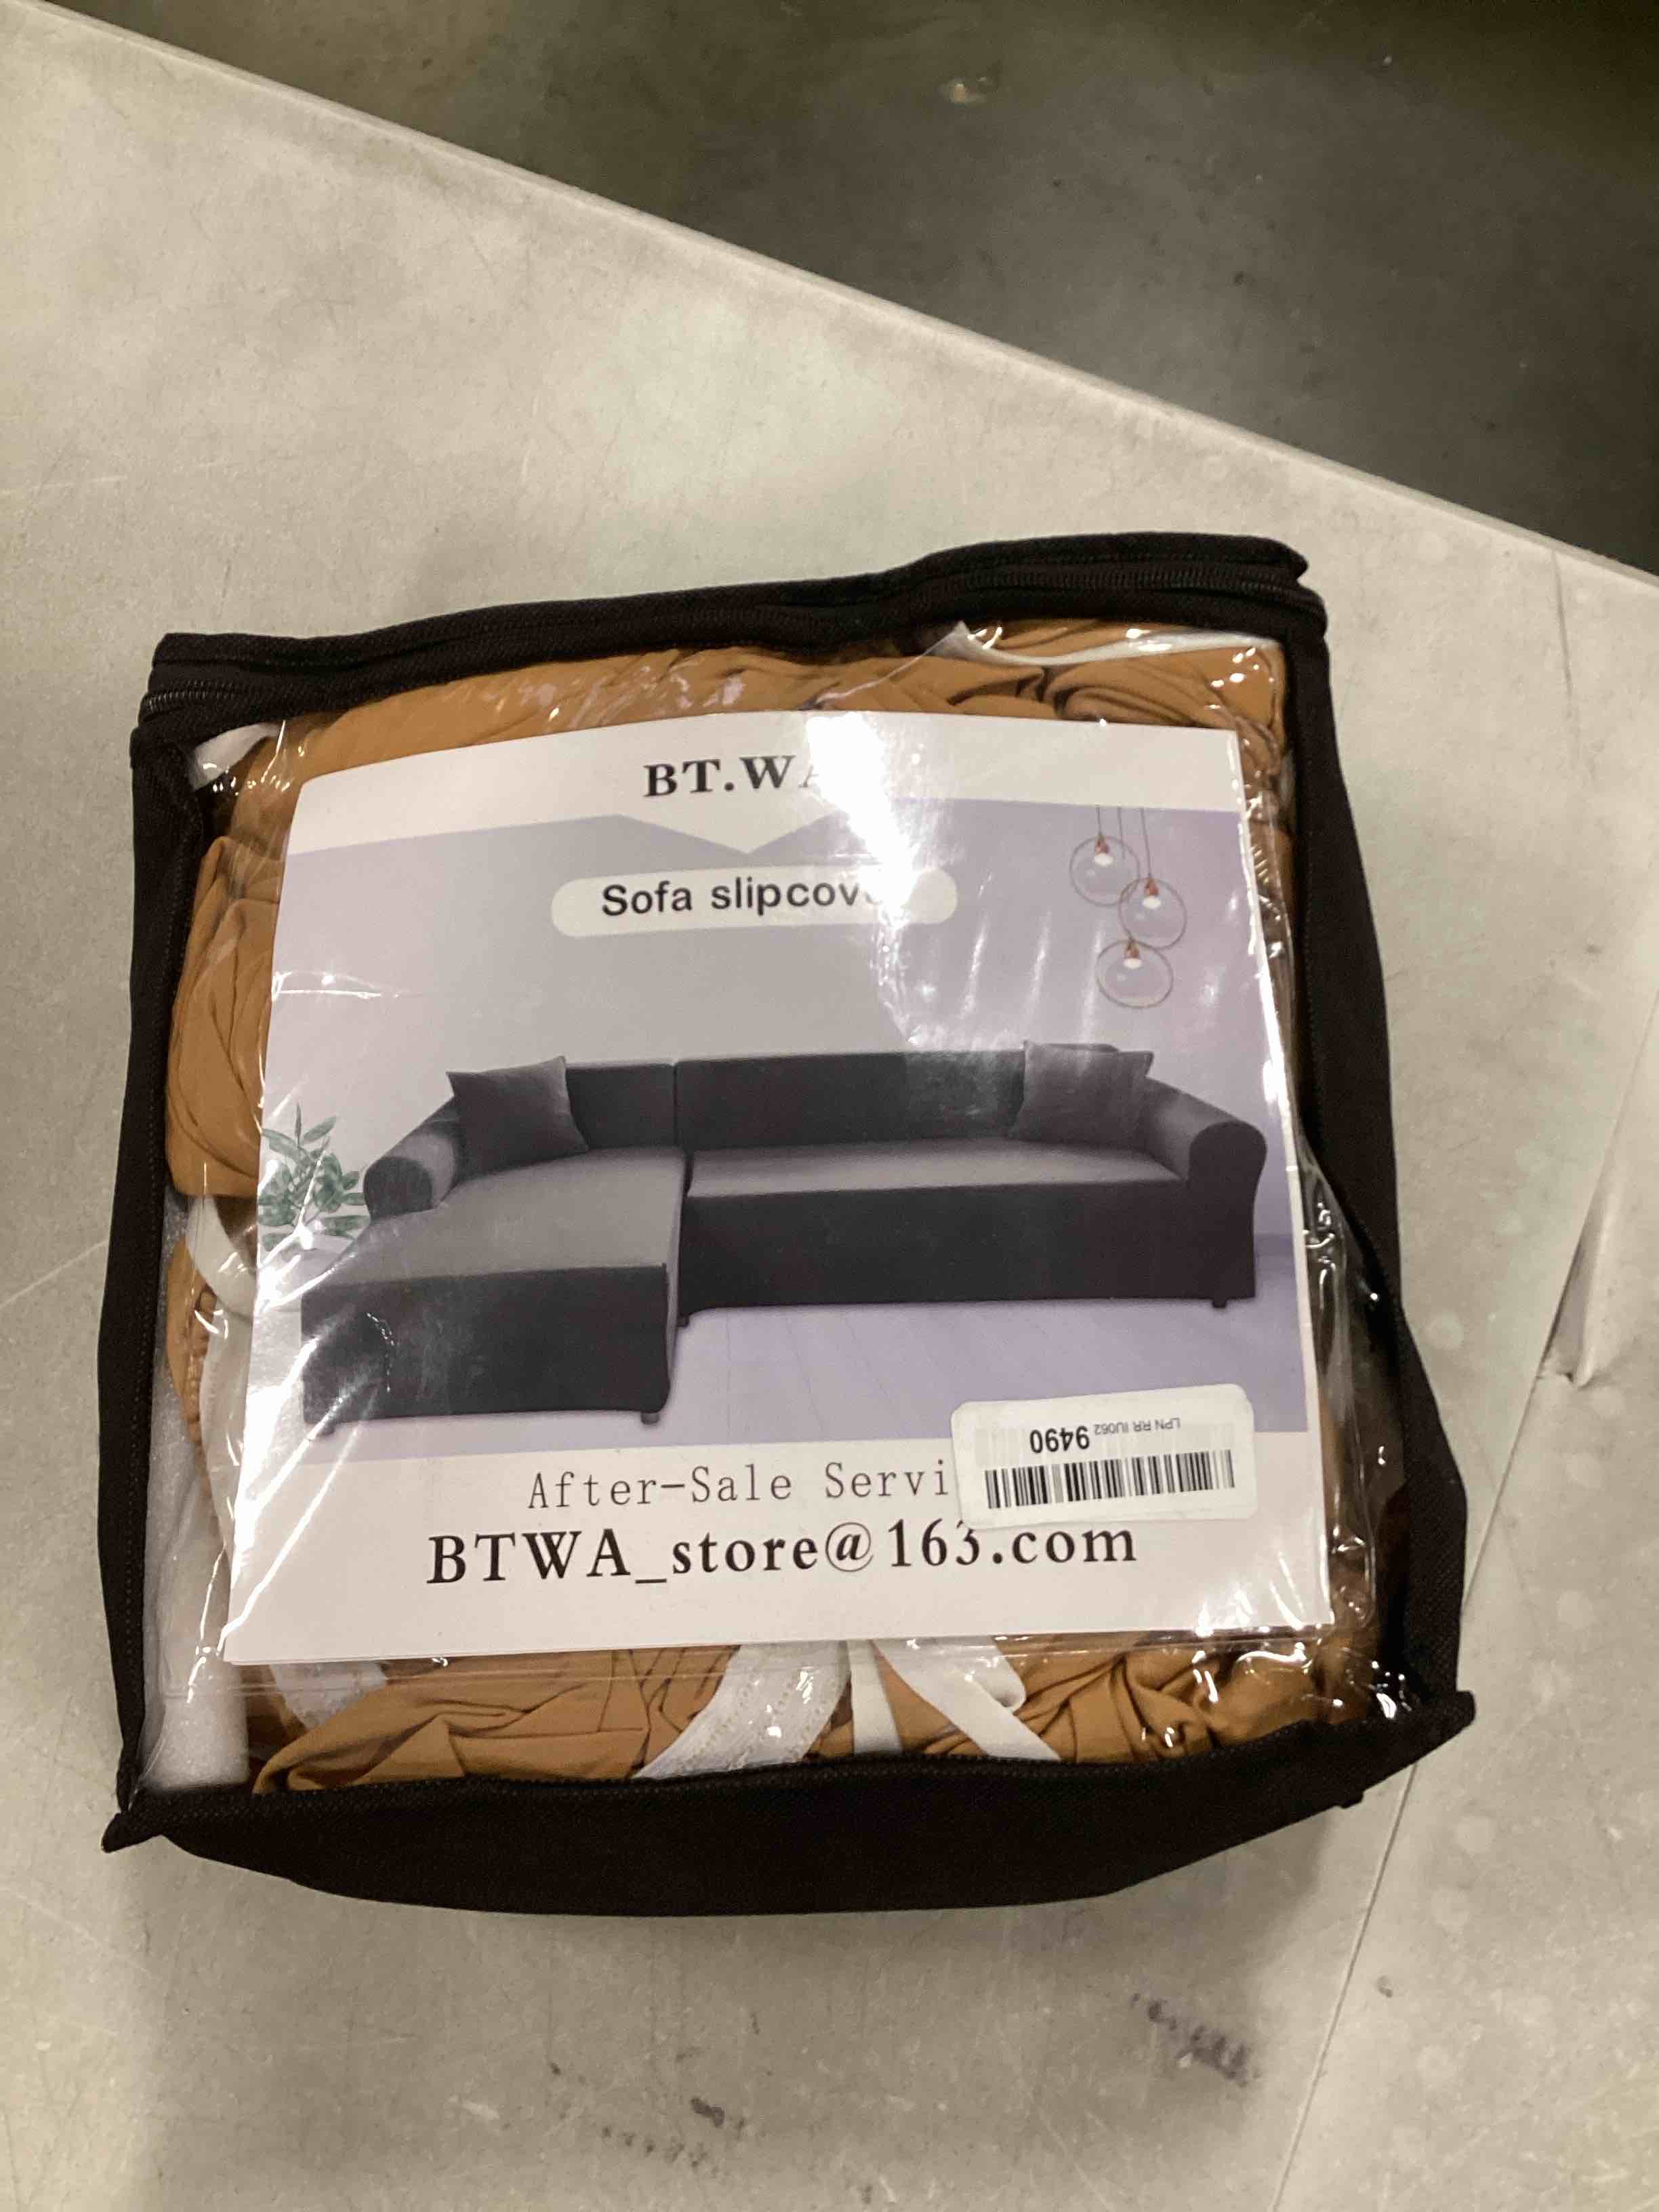 BT.WA
Sofa slipcov
LPN RR IU062 9490
After-Sale Servi
BTWA_store@163.com